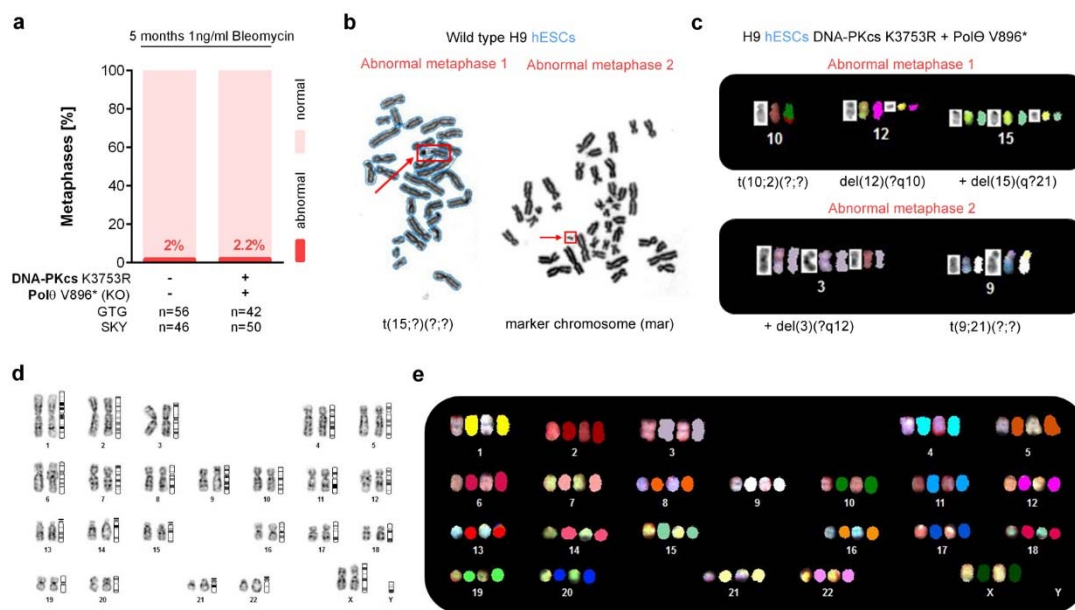 a
5 months 1ng/ml Bleomycin
Metaphases [%]
100
80
60
40
20
0
2%
2.2%
normal
abnormal
DNA-PKcs K3753R - +
Polθ V896* (KO) - +
GTG n=56 n=42
SKY n=46 n=50
b
Wild type H9 hESCs
Abnormal metaphase 1
Abnormal metaphase 2
t(15;?)(?;?)
marker chromosome (mar)
c
H9 hESCs DNA-PKcs K3753R + PolΘ V896*
Abnormal metaphase 1
10 12 15
t(10;2)(?;?) del(12)(?q10) + del(15)(q?21)
Abnormal metaphase 2
3 9
+ del(3)(?q12) t(9;21)(?;?)
d
1 2 3 4 5
6 7 8 9 10 11 12
13 14 15 16 17 18
19 20 21 22 X Y
e
1 2 3 4 5
6 7 8 9 10 11 12
13 14 15 16 17 18
19 20 21 22 X Y